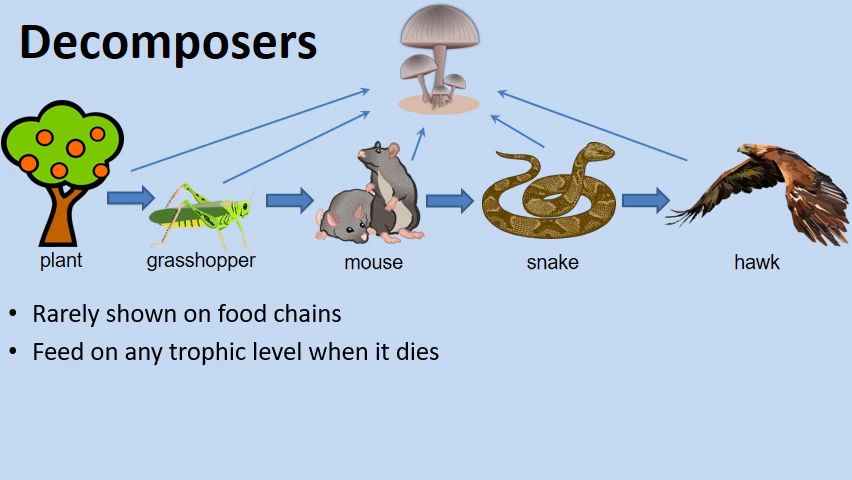 Decomposers
plant
grasshopper
mouse
snake
hawk
• Rarely shown on food chains
• Feed on any trophic level when it dies